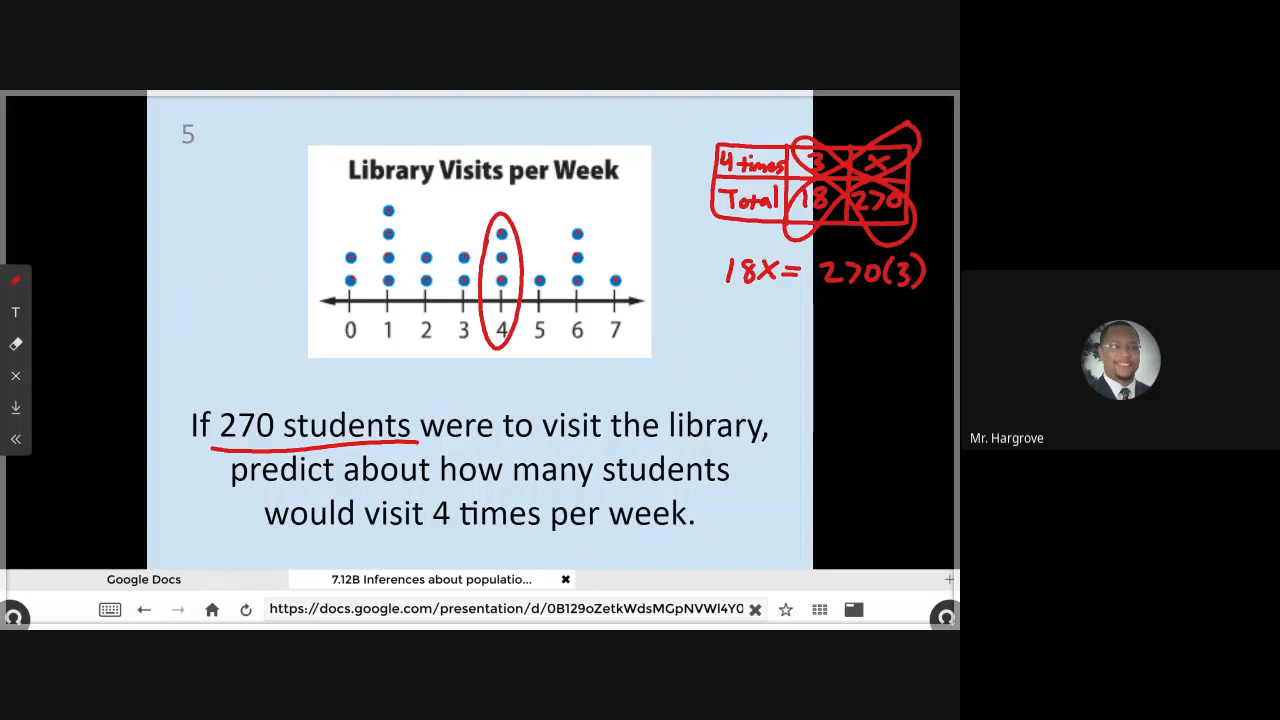 5
Library Visits per Week
0 1 2 3 4 5 6 7
4 times 3 x
Total 18 270
18x = 270(3)
If 270 students were to visit the library,
predict about how many students
would visit 4 times per week.
T
Mr. Hargrove
Google Docs 7.12B Inferences about populatio...
https://docs.google.com/presentation/d/0B129oZetkWdsMGpNVWl4Y0